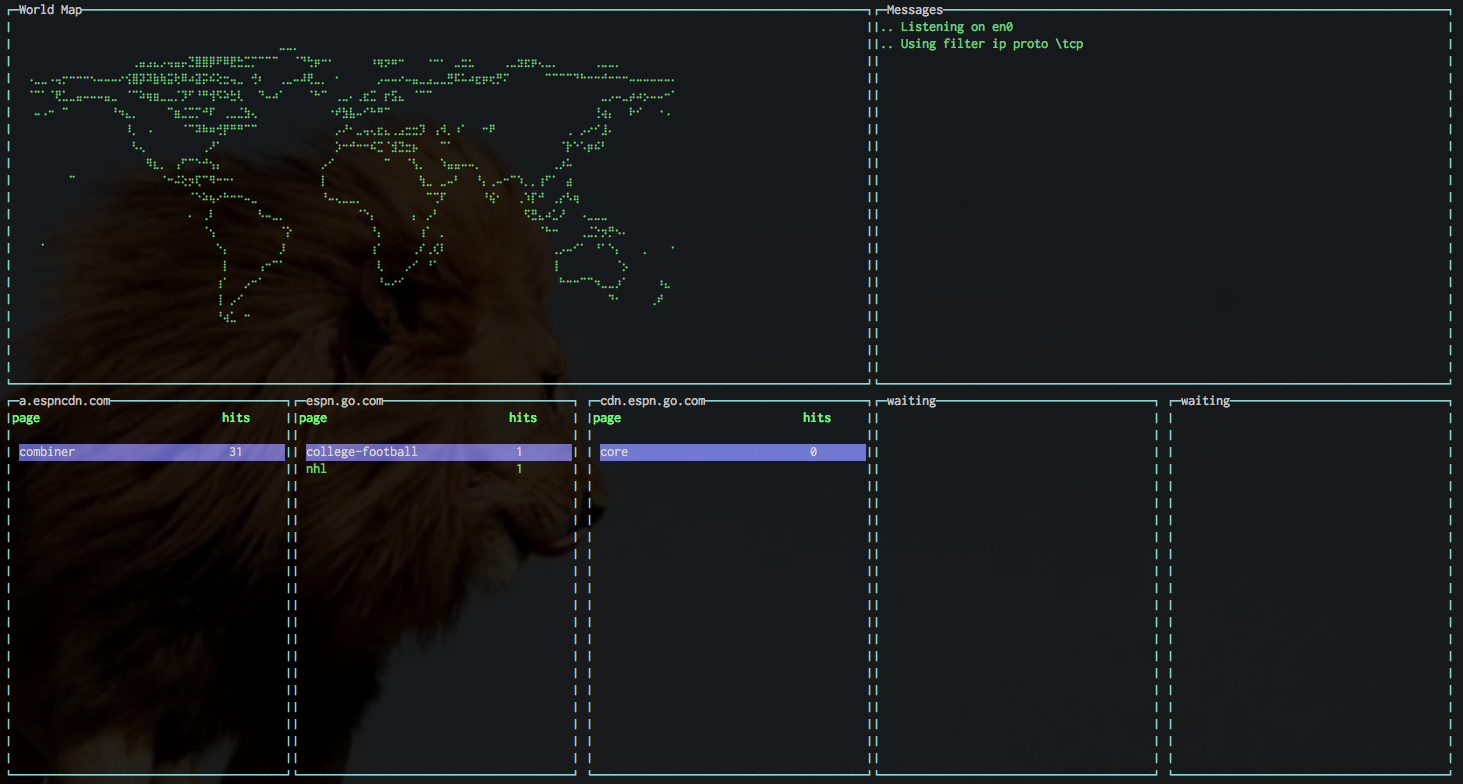 World Map
Messages
.. Listening on en0
.. Using filter ip proto \tcp
a.espncdn.com
page hits
combiner 31
espn.go.com
page hits
college-football 1
nhl 1
cdn.espn.go.com
page hits
core 0
waiting
waiting